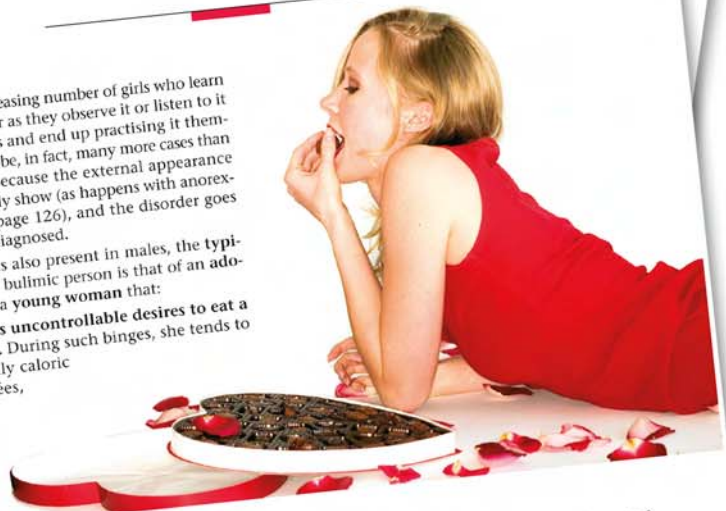 easing number of girls who learn
r as they observe it or listen to it
s and end up practising it them-
be, in fact, many more cases than
ecause the external appearance
ly show (as happens with anorex-
page 126), and the disorder goes
iagnosed.
s also present in males, the typi-
bulimic person is that of an ado-
a young woman that:
s uncontrollable desires to eat a
. During such binges, she tends to
ly caloric
ées,